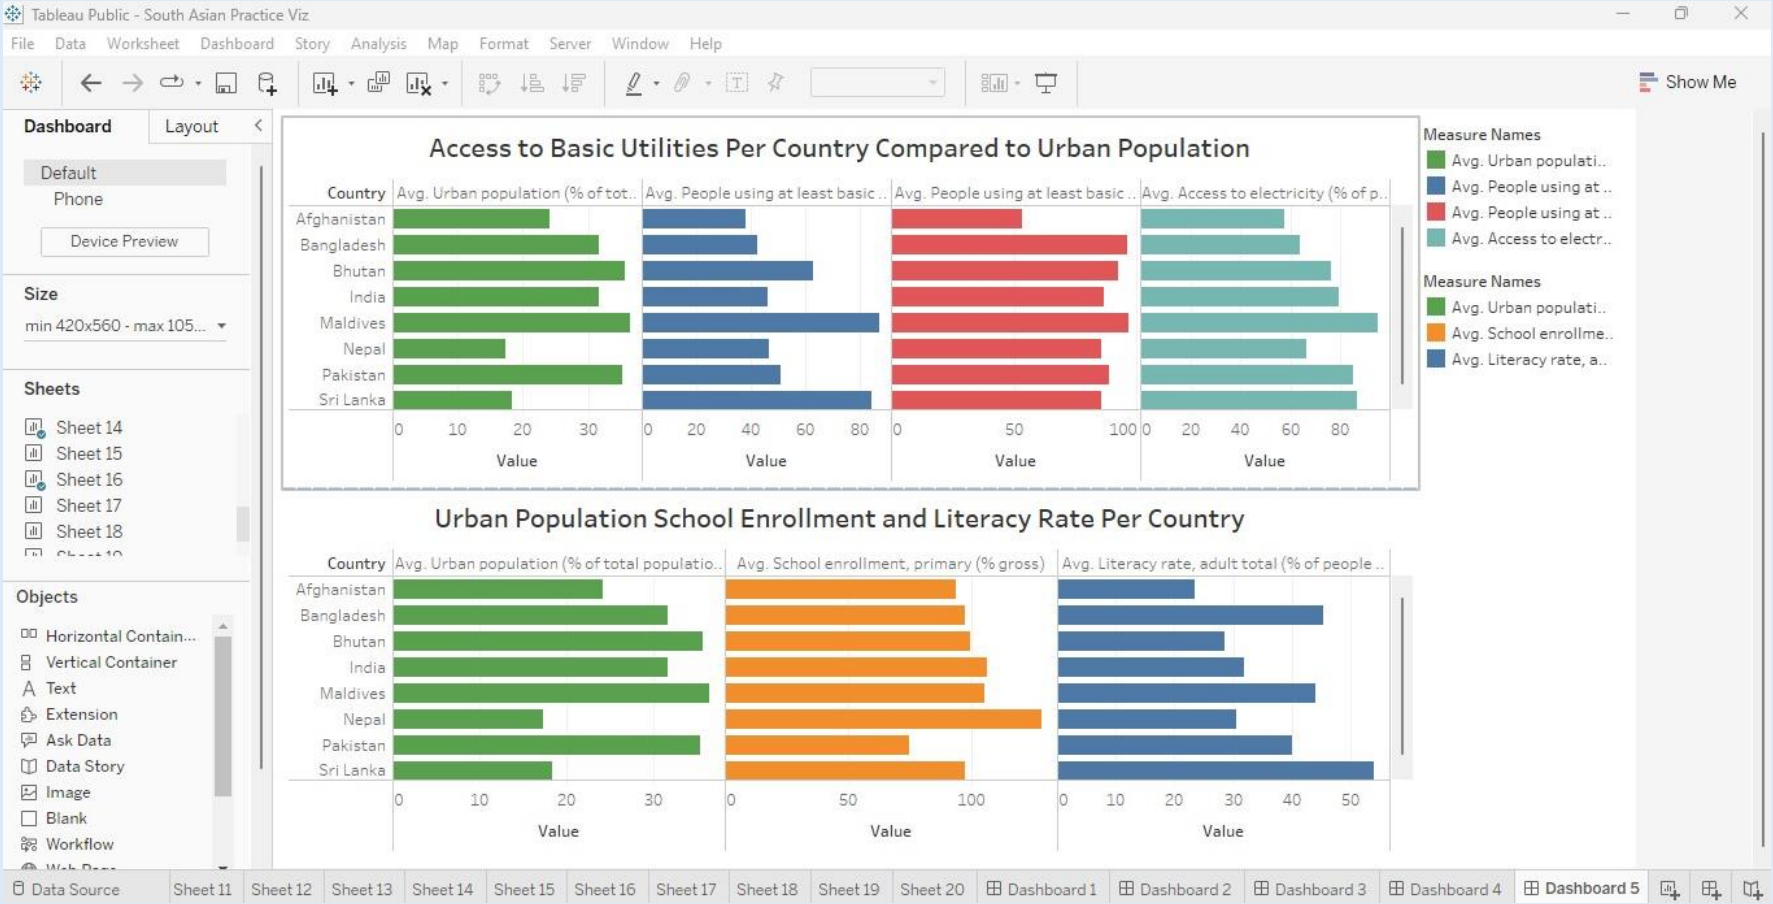 Tableau Public - South Asian Practice Viz
File Data Worksheet Dashboard Story Analysis Map Format Server Window Help
Show Me
Dashboard Layout
Default
Phone
Device Preview
Size
min 420x560 - max 105...
Sheets
Sheet 14
Sheet 15
Sheet 16
Sheet 17
Sheet 18
Objects
Horizontal Contain...
Vertical Container
A Text
Extension
Ask Data
Data Story
Image
Blank
Workflow
Access to Basic Utilities Per Country Compared to Urban Population
Country Avg. Urban population (% of tot.. Avg. People using at least basic .. Avg. People using at least basic .. Avg. Access to electricity (% of p..
Afghanistan
Bangladesh
Bhutan
India
Maldives
Nepal
Pakistan
Sri Lanka
0 10 20 30 0 20 40 60 80 0 50 100 0 20 40 60 80
Value Value Value Value
Urban Population School Enrollment and Literacy Rate Per Country
Country Avg. Urban population (% of total populatio.. Avg. School enrollment, primary (% gross) Avg. Literacy rate, adult total (% of people ..
Afghanistan
Bangladesh
Bhutan
India
Maldives
Nepal
Pakistan
Sri Lanka
0 10 20 30 0 50 100 0 10 20 30 40 50
Value Value Value
Measure Names
Avg. Urban populati..
Avg. People using at ..
Avg. People using at ..
Avg. Access to electr..
Measure Names
Avg. Urban populati..
Avg. School enrollme..
Avg. Literacy rate, a..
Data Source Sheet 11 Sheet 12 Sheet 13 Sheet 14 Sheet 15 Sheet 16 Sheet 17 Sheet 18 Sheet 19 Sheet 20 Dashboard 1 Dashboard 2 Dashboard 3 Dashboard 4 Dashboard 5